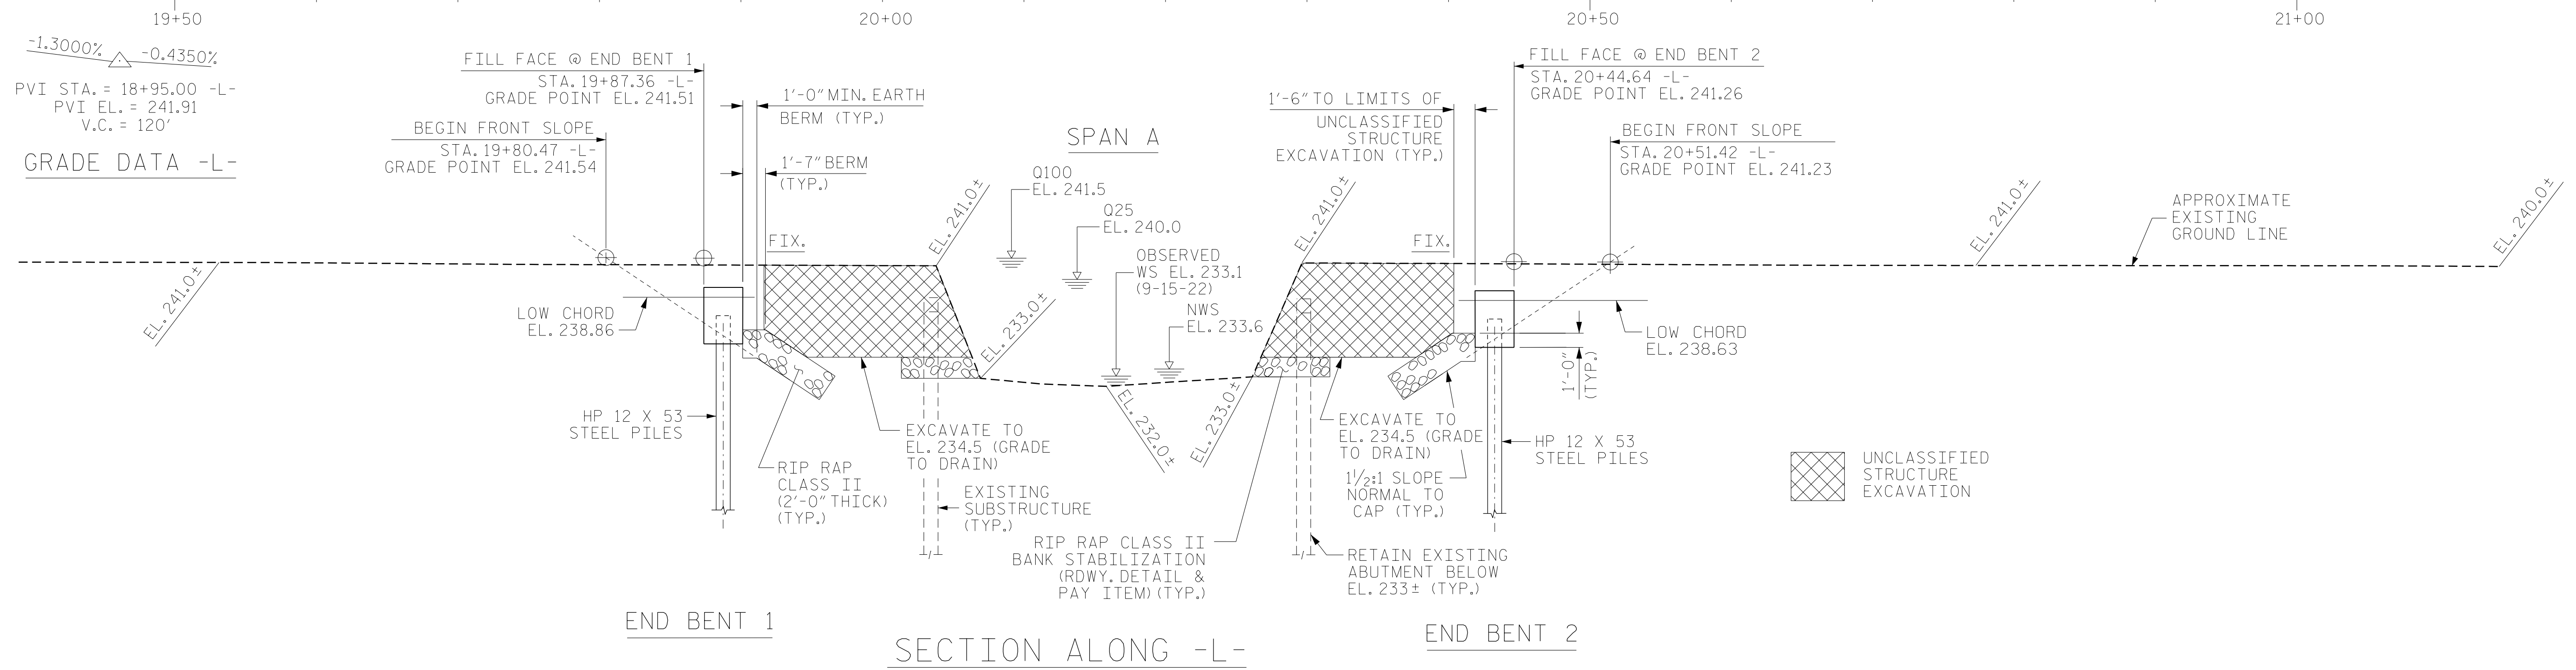 19+50
20+00
20+50
21+00
-1.3000%
-0.4350%
PVI STA. = 18+95.00 -L-
PVI EL. = 241.91
V.C. = 120'
GRADE DATA -L-
FILL FACE @ END BENT 1
STA. 19+87.36 -L-
GRADE POINT EL. 241.51
BEGIN FRONT SLOPE
STA. 19+80.47 -L-
GRADE POINT EL. 241.54
1'-0" MIN. EARTH
BERM (TYP.)
1'-7" BERM
(TYP.)
SPAN A
Q100
EL. 241.5
Q25
EL. 240.0
OBSERVED
WS EL. 233.1
(9-15-22)
NWS
EL. 233.6
1'-6" TO LIMITS OF
UNCLASSIFIED
STRUCTURE
EXCAVATION (TYP.)
FILL FACE @ END BENT 2
STA. 20+44.64 -L-
GRADE POINT EL. 241.26
BEGIN FRONT SLOPE
STA. 20+51.42 -L-
GRADE POINT EL. 241.23
APPROXIMATE
EXISTING
GROUND LINE
FIX.
FIX.
EL. 241.0±
EL. 241.0±
EL. 241.0±
EL. 241.0±
EL. 240.0±
EL. 233.0±
EL. 232.0±
EL. 233.0±
LOW CHORD
EL. 238.86
LOW CHORD
EL. 238.63
1'-0"
(TYP.)
HP 12 X 53
STEEL PILES
RIP RAP
CLASS II
(2'-0" THICK)
(TYP.)
EXCAVATE TO
EL. 234.5 (GRADE
TO DRAIN)
EXISTING
SUBSTRUCTURE
(TYP.)
RIP RAP CLASS II
BANK STABILIZATION
(RDWY. DETAIL &
PAY ITEM) (TYP.)
EXCAVATE TO
EL. 234.5 (GRADE
TO DRAIN)
1½:1 SLOPE
NORMAL TO
CAP (TYP.)
HP 12 X 53
STEEL PILES
RETAIN EXISTING
ABUTMENT BELOW
EL. 233± (TYP.)
UNCLASSIFIED
STRUCTURE
EXCAVATION
END BENT 1
SECTION ALONG -L-
END BENT 2